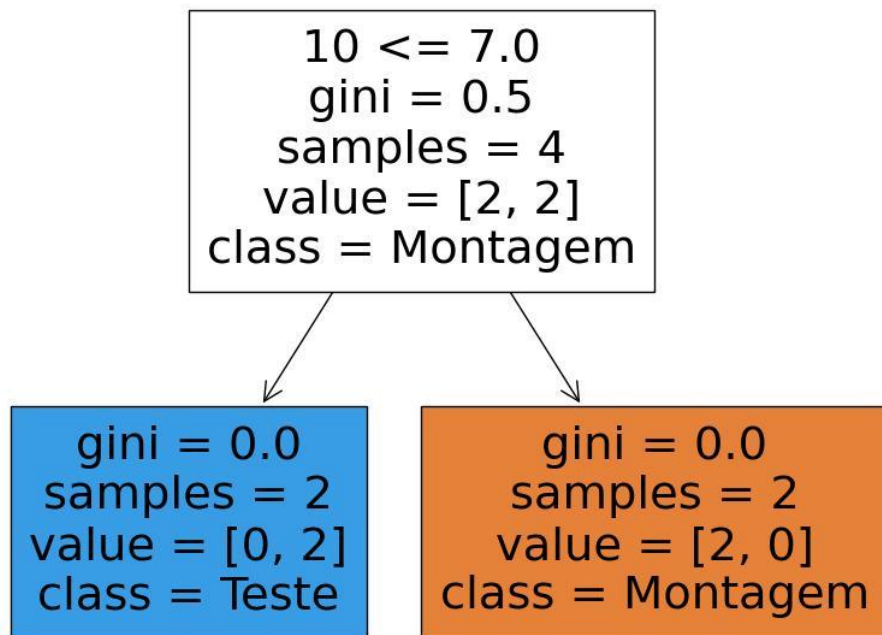 10 <= 7.0
gini = 0.5
samples = 4
value = [2, 2]
class = Montagem
gini = 0.0
samples = 2
value = [0, 2]
class = Teste
gini = 0.0
samples = 2
value = [2, 0]
class = Montagem